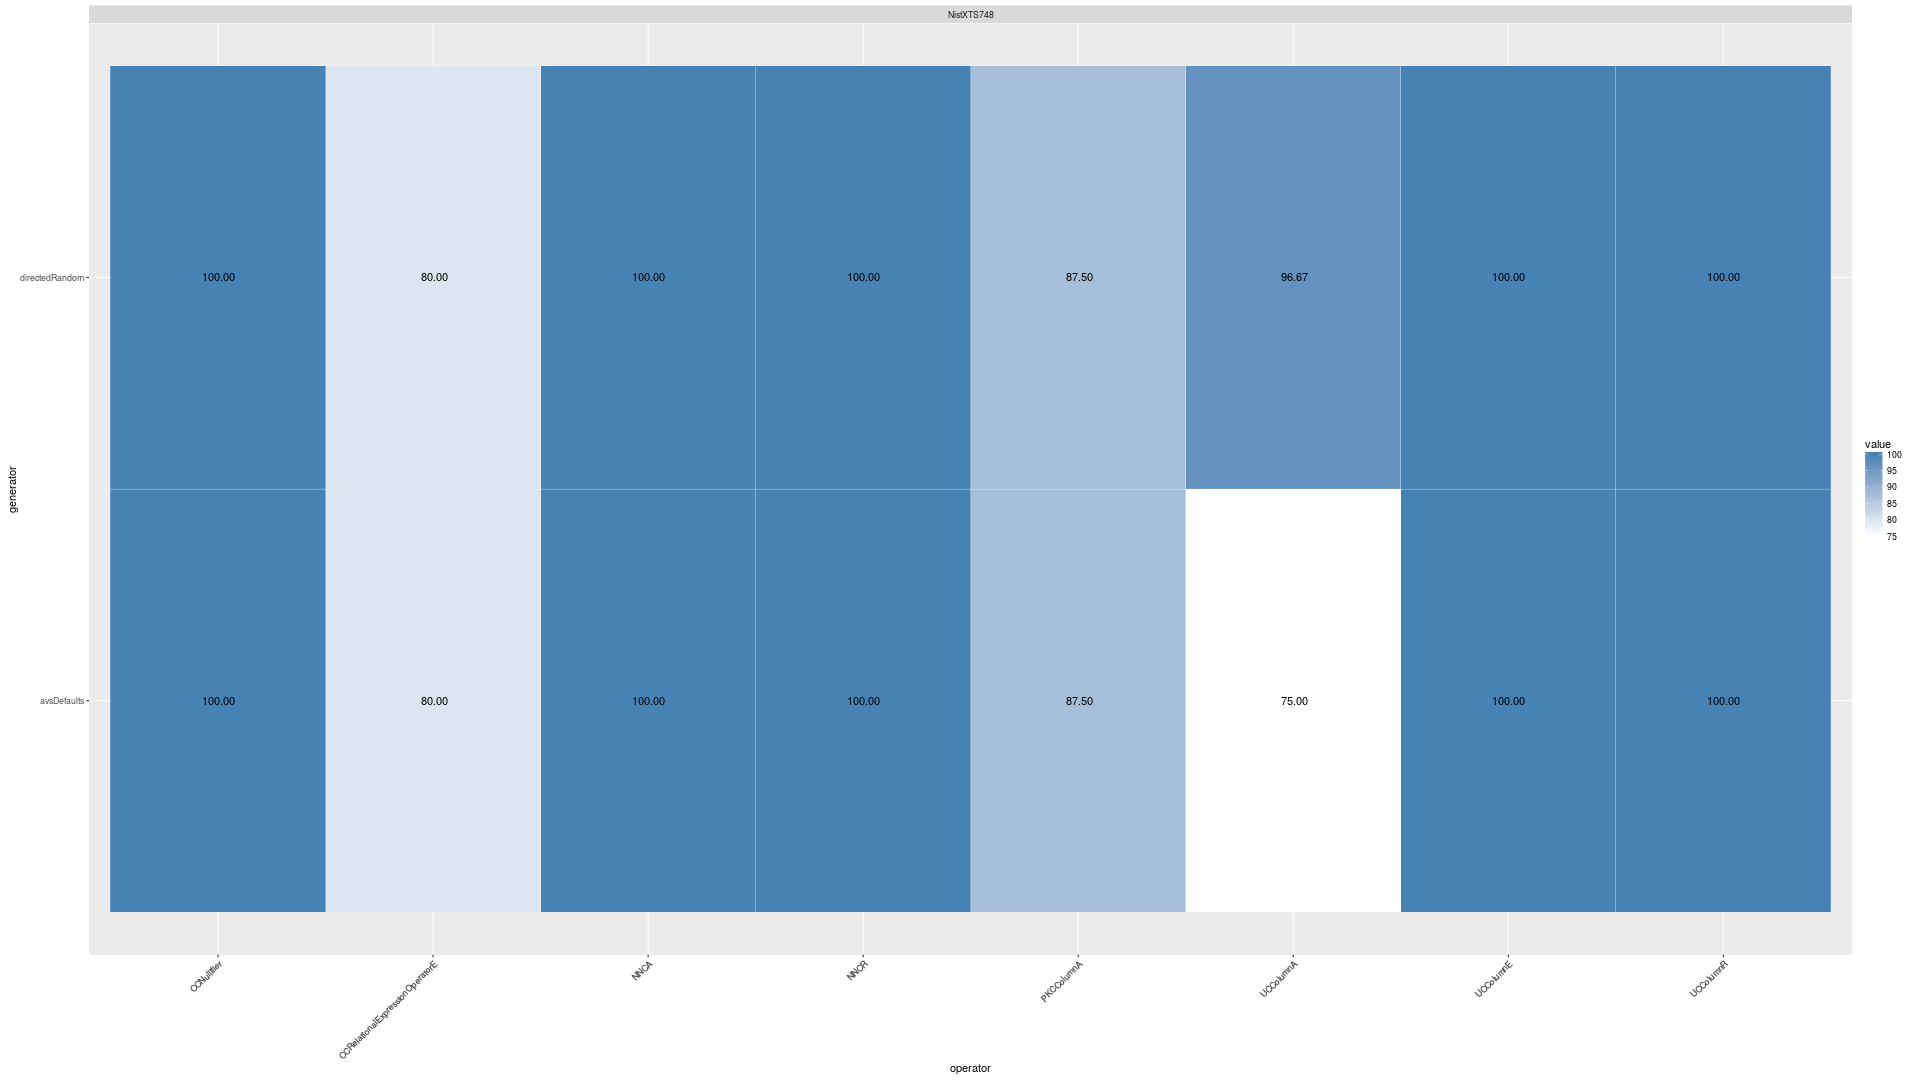 NistXTS748
generator
directedRandom
100.00 80.00 100.00 100.00 87.50 96.67 100.00 100.00
avsDefaults
100.00 80.00 100.00 100.00 87.50 75.00 100.00 100.00
value
100
95
90
85
80
75
CCNullifier
CCRelationalExpressionOperatorE
NNCA
NNCR
PKCColumnA
UCColumnA
UCColumnE
UCColumnR
operator